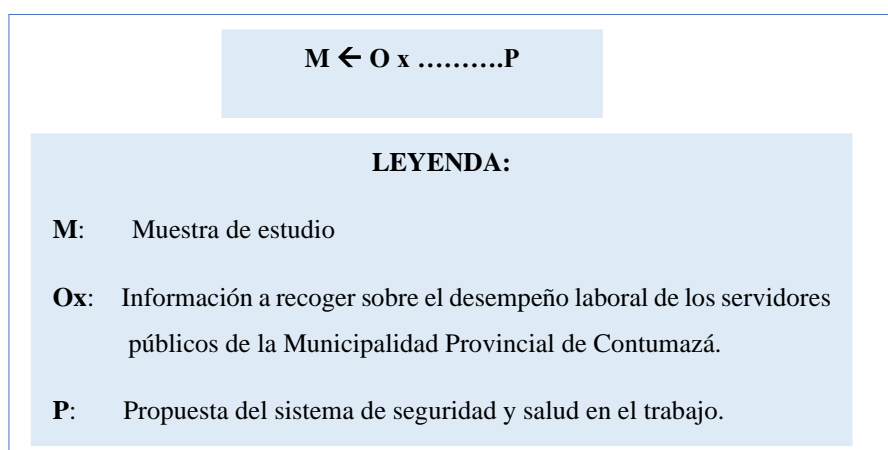 M ← O x ……….P
LEYENDA:
M: Muestra de estudio
Ox: Información a recoger sobre el desempeño laboral de los servidores
públicos de la Municipalidad Provincial de Contumazá.
P: Propuesta del sistema de seguridad y salud en el trabajo.